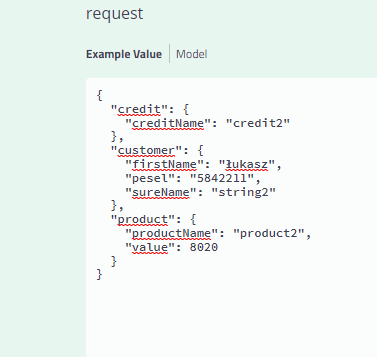 request
Example Value | Model
{
"credit": {
"creditName": "credit2"
},
"customer": {
"firstName": "łukasz",
"pesel": "5842211",
"sureName": "string2"
},
"product": {
"productName": "product2",
"value": 8020
}
}